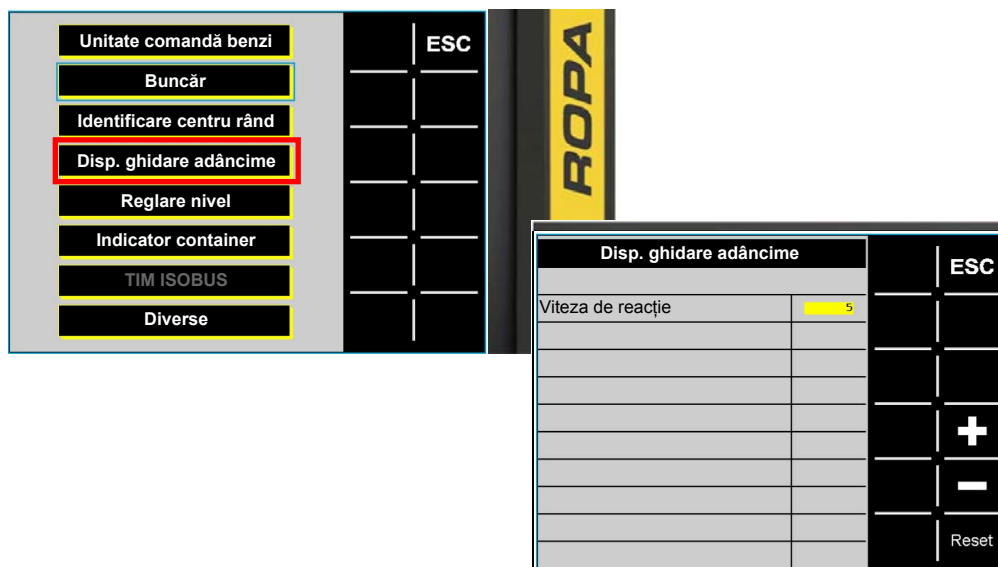 Unitate comandă benzi
ESC
Buncăr
Identificare centru rând
Disp. ghidare adâncime
Reglare nivel
Indicator container
TIM ISOBUS
Diverse
ROPA
Disp. ghidare adâncime
ESC
Viteza de reacție 5
Reset